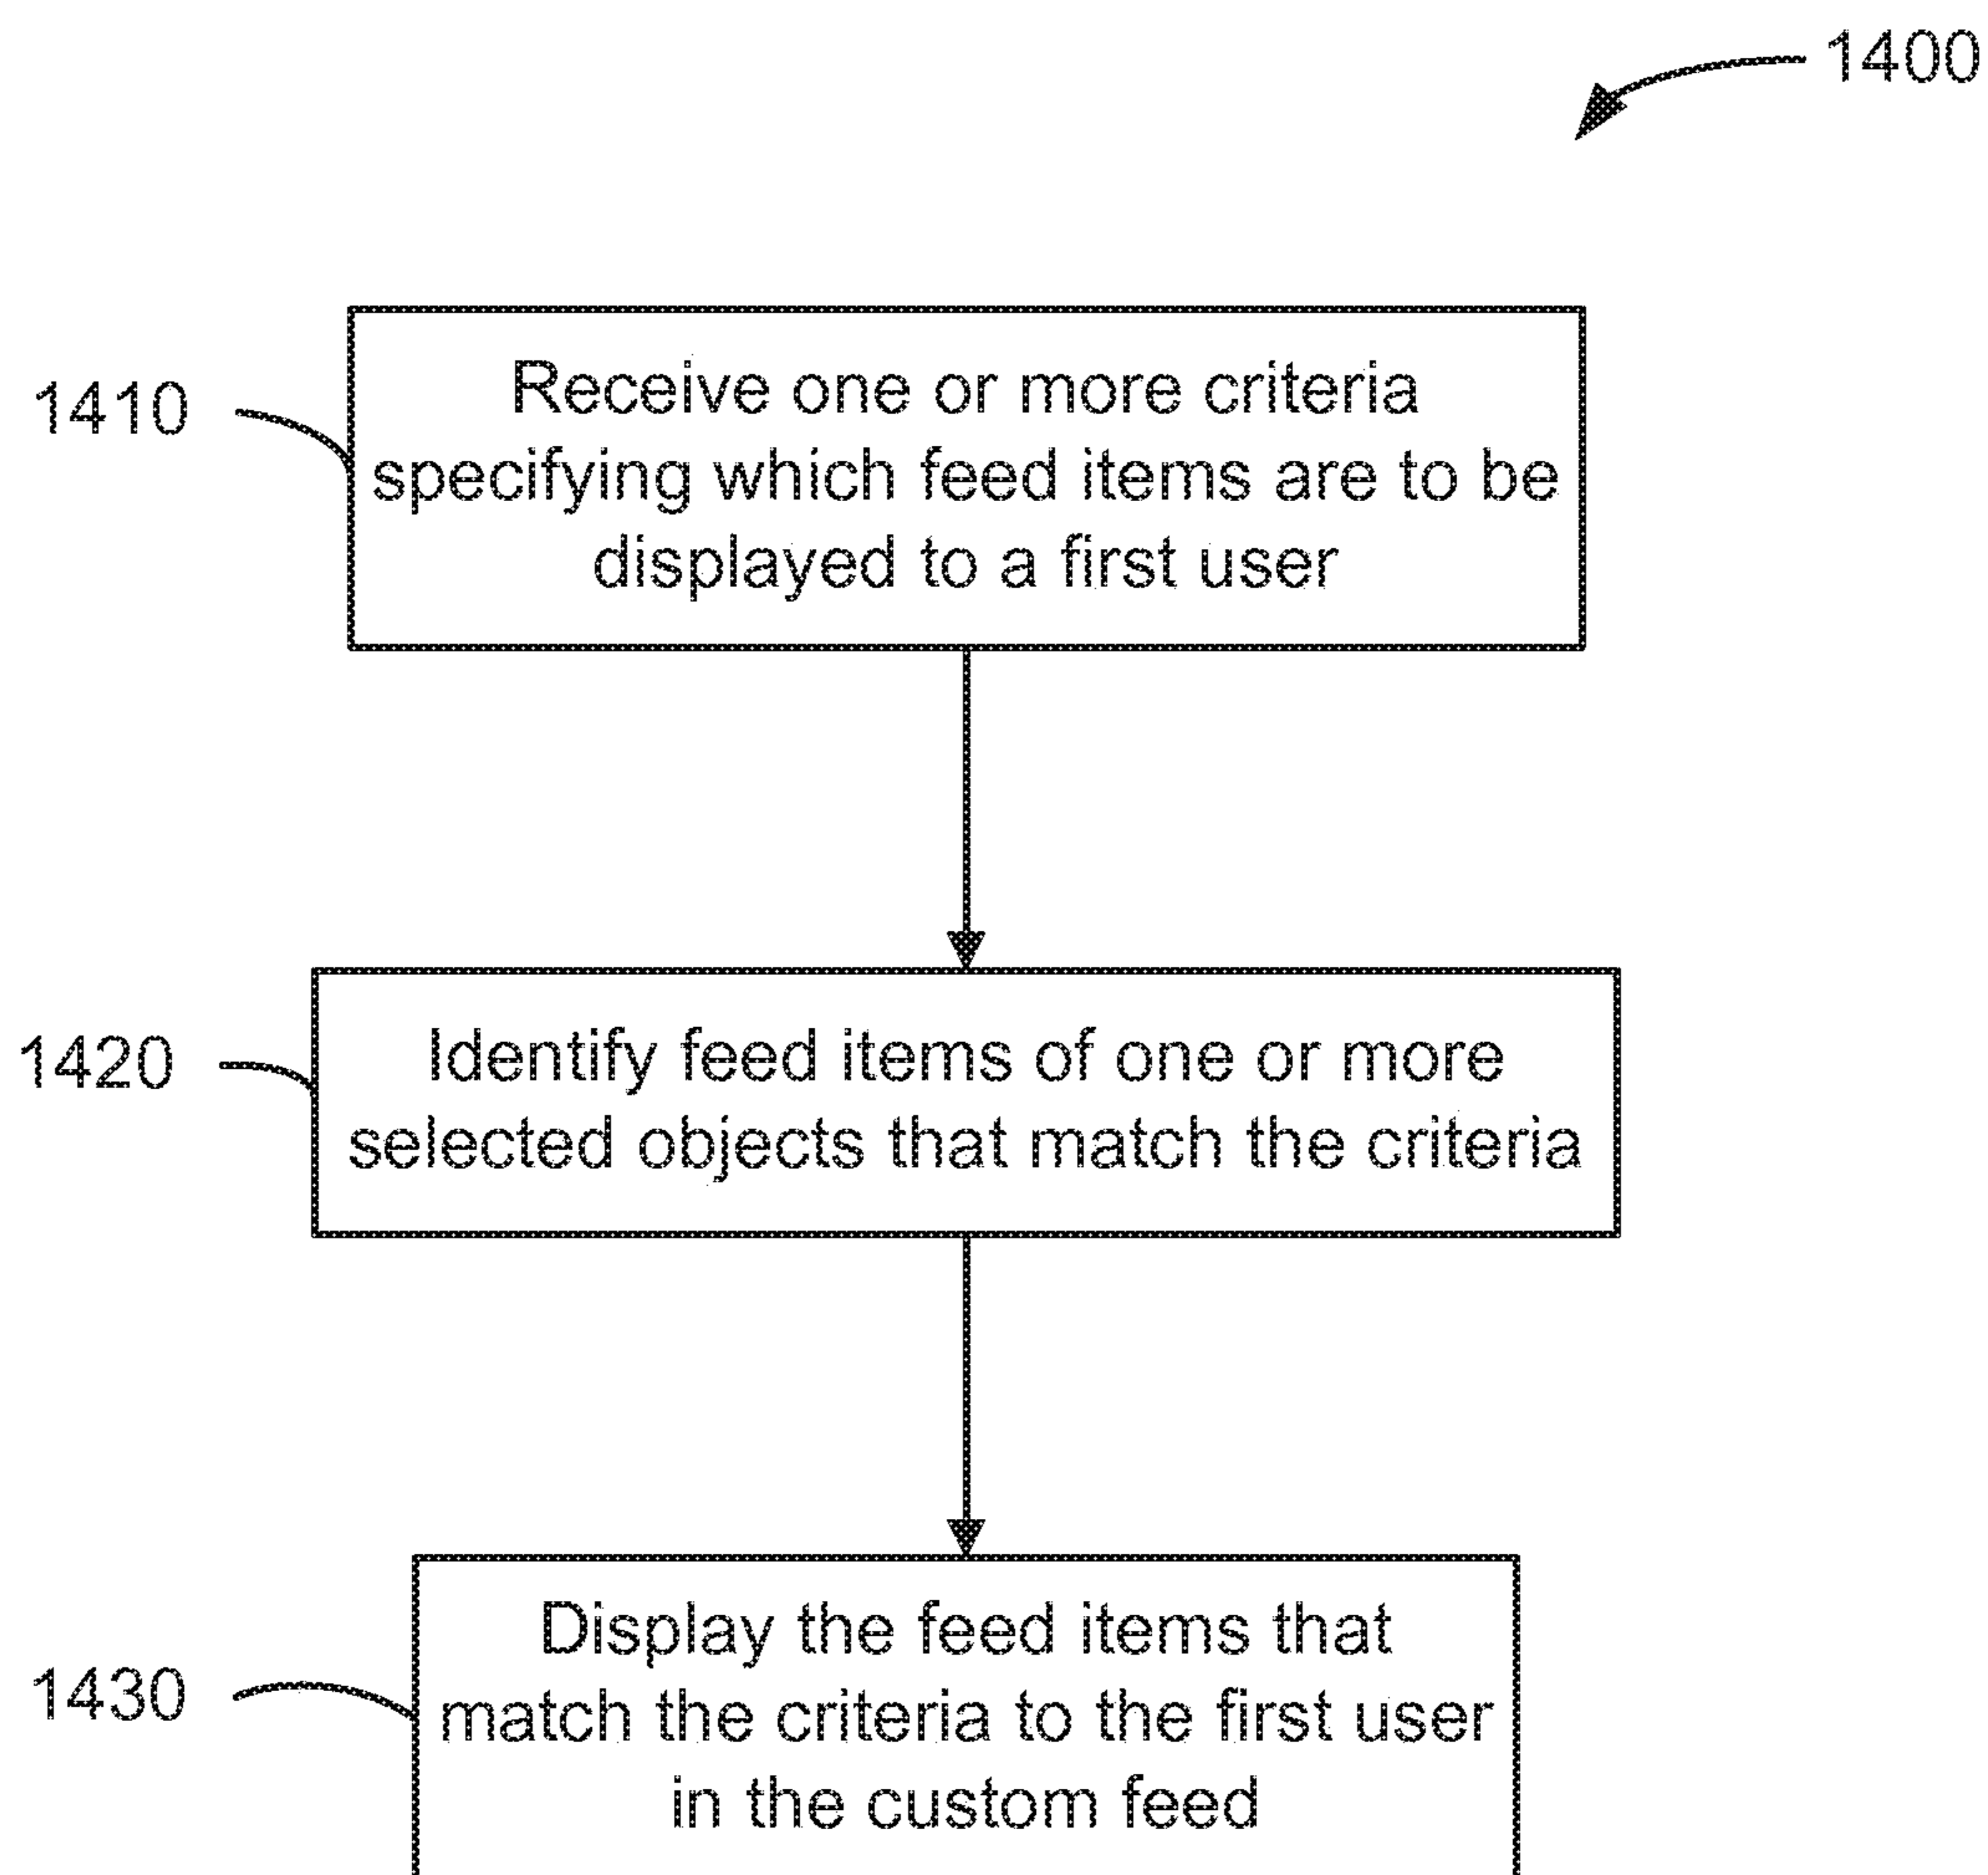 1400
1410
Receive one or more criteria
specifying which feed items are to be
displayed to a first user
1420
Identify feed items of one or more
selected objects that match the criteria
1430
Display the feed items that
match the criteria to the first user
in the custom feed